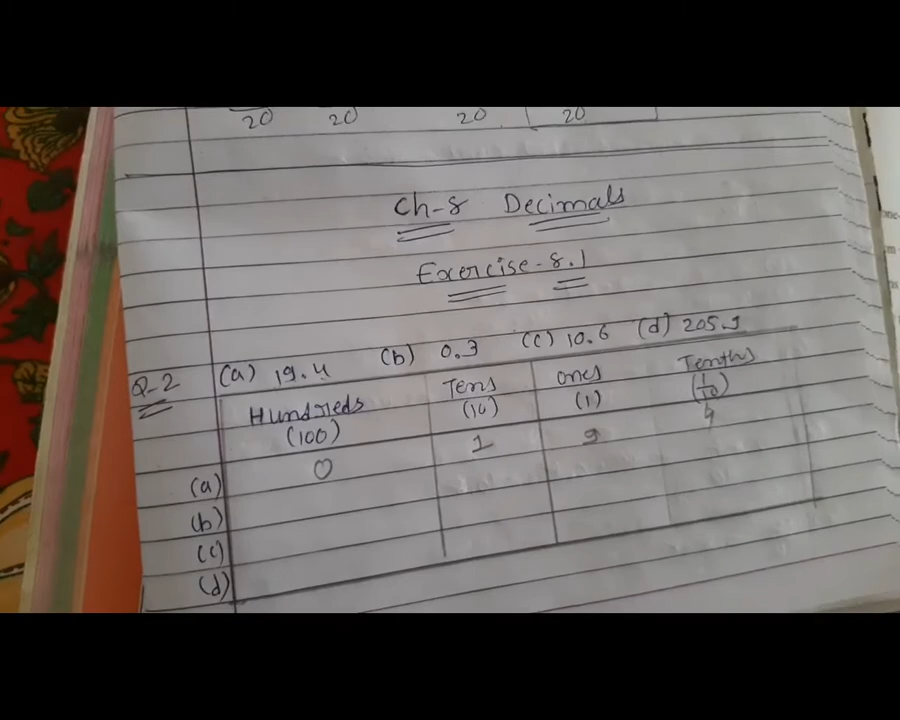 20 20 20 20
Ch-8 Decimals
Exercise-8.1
Q-2 (a) 19.4 (b) 0.3 (c) 10.6 (d) 205.9
Hundreds (100) Tens (10) Ones (1) Tenths (1/10)
(a) 0 1 9 4
(b)
(c)
(d)